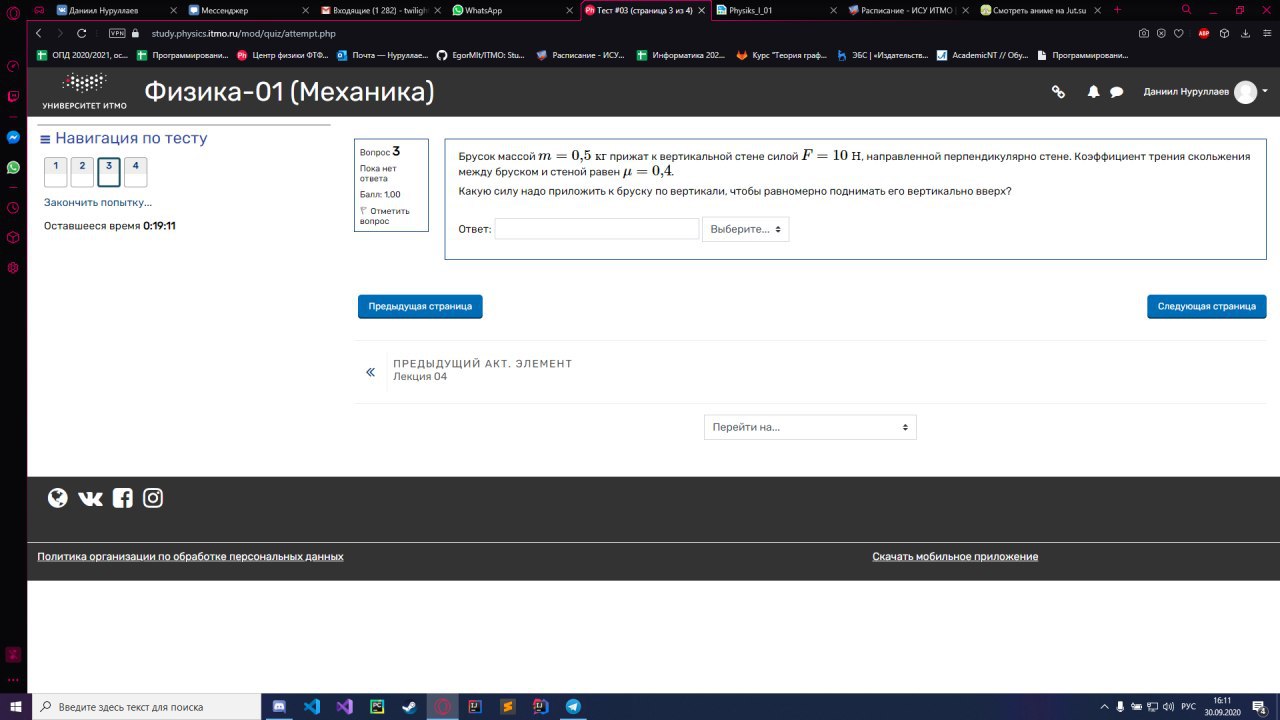 Даниил Нуруллаев
Мессенджер
Входящие (1 282) - twiligh
WhatsApp
Тест #03 (страница 3 из 4)
Physiks_l_01
Расписание - ИСУ ИТМО |
Смотреть аниме на Jut.su
VPN study.physics.itmo.ru/mod/quiz/attempt.php
ABP
ОПД 2020/2021, ос...
Программировани...
Центр физики ФТФ...
Почта — Нуруллае...
EgorMIt/ITMO: Stu...
Расписание - ИСУ...
Информатика 202...
Курс "Теория граф...
ЭБС | «Издательств...
AcademicNT // Обу...
Программировани...
УНИВЕРСИТЕТ ИТМО
Физика-01 (Механика)
Даниил Нуруллаев
Навигация по тесту
1 2 3 4
Закончить попытку...
Оставшееся время 0:19:11
Вопрос 3
Пока нет
ответа
Балл: 1,00
Отметить
вопрос
Брусок массой m = 0,5 кг прижат к вертикальной стене силой F = 10 Н, направленной перпендикулярно стене. Коэффициент трения скольжения
между бруском и стеной равен μ = 0,4.
Какую силу надо приложить к бруску по вертикали, чтобы равномерно поднимать его вертикально вверх?
Ответ: Выберите...
Предыдущая страница
Следующая страница
ПРЕДЫДУЩИЙ АКТ. ЭЛЕМЕНТ
Лекция 04
Перейти на...
Политика организации по обработке персональных данных
Скачать мобильное приложение
Введите здесь текст для поиска
PC
IJ
IJ
РУС
16:11
30.09.2020
4